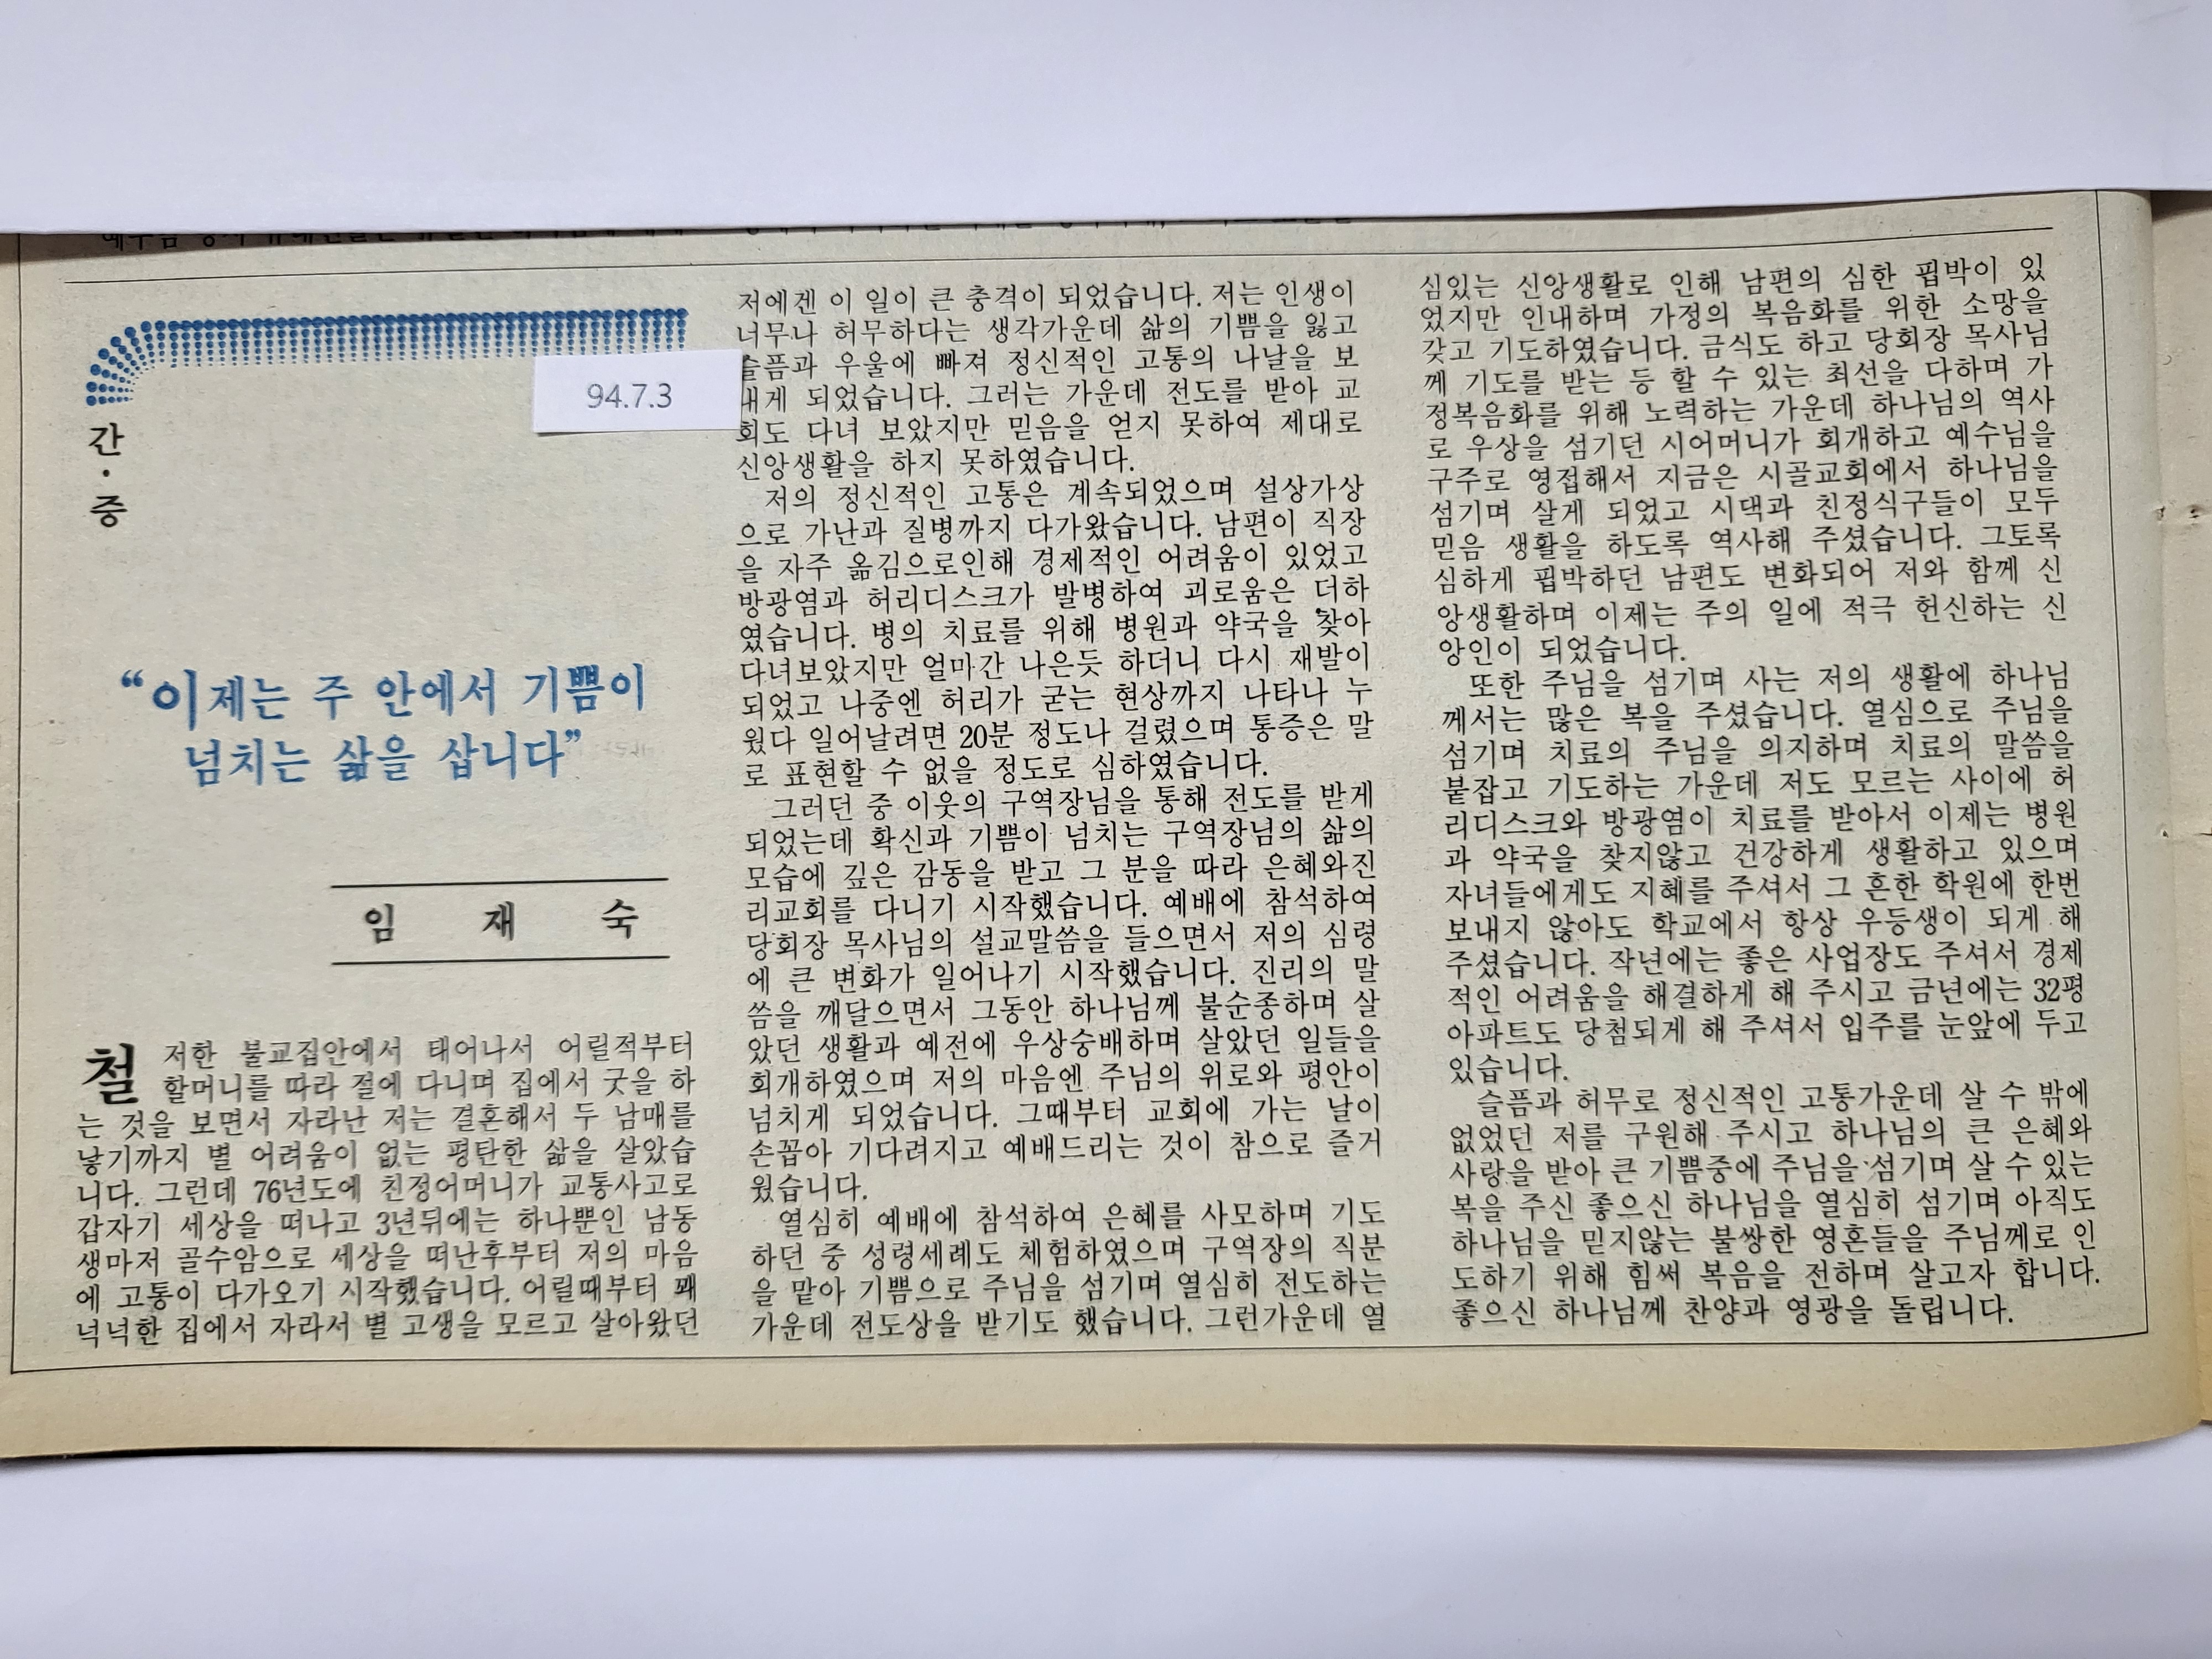 94.7.3
간·증
“이제는 주 안에서 기쁨이
넘치는 삶을 삽니다”
임 재 숙
철저한 불교집안에서 태어나서 어릴적부터
할머니를 따라 절에 다니며 집에서 굿을 하
는 것을 보면서 자라난 저는 결혼해서 두 남매를
낳기까지 별 어려움이 없는 평탄한 삶을 살았습
니다. 그런데 76년도에 친정어머니가 교통사고로
갑자기 세상을 떠나고 3년뒤에는 하나뿐인 남동
생마저 골수암으로 세상을 떠난후부터 저의 마음
에 고통이 다가오기 시작했습니다. 어릴때부터 꽤
넉넉한 집에서 자라서 별 고생을 모르고 살아왔던
저에겐 이 일이 큰 충격이 되었습니다. 저는 인생이
너무나 허무하다는 생각가운데 삶의 기쁨을 잃고
슬픔과 우울에 빠져 정신적인 고통의 나날을 보
내게 되었습니다. 그러는 가운데 전도를 받아 교
회도 다녀 보았지만 믿음을 얻지 못하여 제대로
신앙생활을 하지 못하였습니다.
저의 정신적인 고통은 계속되었으며 설상가상
으로 가난과 질병까지 다가왔습니다. 남편이 직장
을 자주 옮김으로인해 경제적인 어려움이 있었고
방광염과 허리디스크가 발병하여 괴로움은 더하
였습니다. 병의 치료를 위해 병원과 약국을 찾아
다녀보았지만 얼마간 나은듯 하더니 다시 재발이
되었고 나중엔 허리가 굳는 현상까지 나타나 누
웠다 일어날려면 20분 정도나 걸렸으며 통증은 말
로 표현할 수 없을 정도로 심하였습니다.
그러던 중 이웃의 구역장님을 통해 전도를 받게
되었는데 확신과 기쁨이 넘치는 구역장님의 삶의
모습에 깊은 감동을 받고 그 분을 따라 은혜와진
리교회를 다니기 시작했습니다. 예배에 참석하여
당회장 목사님의 설교말씀을 들으면서 저의 심령
에 큰 변화가 일어나기 시작했습니다. 진리의 말
씀을 깨달으면서 그동안 하나님께 불순종하며 살
았던 생활과 예전에 우상숭배하며 살았던 일들을
회개하였으며 저의 마음엔 주님의 위로와 평안이
넘치게 되었습니다. 그때부터 교회에 가는 날이
손꼽아 기다려지고 예배드리는 것이 참으로 즐거
웠습니다.
열심히 예배에 참석하여 은혜를 사모하며 기도
하던 중 성령세례도 체험하였으며 구역장의 직분
을 맡아 기쁨으로 주님을 섬기며 열심히 전도하는
가운데 전도상을 받기도 했습니다. 그런가운데 열
심있는 신앙생활로 인해 남편의 심한 핍박이 있
었지만 인내하며 가정의 복음화를 위한 소망을
갖고 기도하였습니다. 금식도 하고 당회장 목사님
께 기도를 받는 등 할 수 있는 최선을 다하며 가
정복음화를 위해 노력하는 가운데 하나님의 역사
로 우상을 섬기던 시어머니가 회개하고 예수님을
구주로 영접해서 지금은 시골교회에서 하나님을
섬기며 살게 되었고 시댁과 친정식구들이 모두
믿음 생활을 하도록 역사해 주셨습니다. 그토록
심하게 핍박하던 남편도 변화되어 저와 함께 신
앙생활하며 이제는 주의 일에 적극 헌신하는 신
앙인이 되었습니다.
또한 주님을 섬기며 사는 저의 생활에 하나님
께서는 많은 복을 주셨습니다. 열심으로 주님을
섬기며 치료의 주님을 의지하며 치료의 말씀을
붙잡고 기도하는 가운데 저도 모르는 사이에 허
리디스크와 방광염이 치료를 받아서 이제는 병원
과 약국을 찾지않고 건강하게 생활하고 있으며
자녀들에게도 지혜를 주셔서 그 흔한 학원에 한번
보내지 않아도 학교에서 항상 우등생이 되게 해
주셨습니다. 작년에는 좋은 사업장도 주셔서 경제
적인 어려움을 해결하게 해 주시고 금년에는 32평
아파트도 당첨되게 해 주셔서 입주를 눈앞에 두고
있습니다.
슬픔과 허무로 정신적인 고통가운데 살 수 밖에
없었던 저를 구원해 주시고 하나님의 큰 은혜와
사랑을 받아 큰 기쁨중에 주님을 섬기며 살 수 있는
복을 주신 좋으신 하나님을 열심히 섬기며 아직도
하나님을 믿지않는 불쌍한 영혼들을 주님께로 인
도하기 위해 힘써 복음을 전하며 살고자 합니다.
좋으신 하나님께 찬양과 영광을 돌립니다.